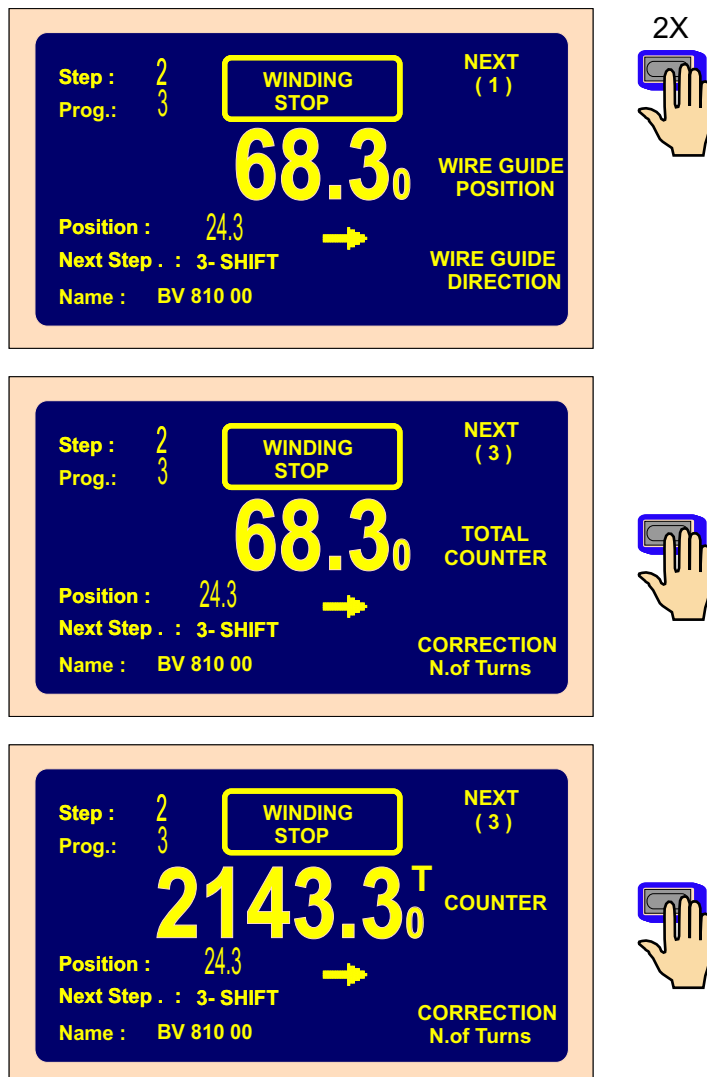 2X
Step : 2
Prog.: 3
WINDING
STOP
NEXT
( 1 )
68.30
WIRE GUIDE
POSITION
Position : 24.3
Next Step . : 3- SHIFT
Name : BV 810 00
WIRE GUIDE
DIRECTION
Step : 2
Prog.: 3
WINDING
STOP
NEXT
( 3 )
68.30
TOTAL
COUNTER
Position : 24.3
Next Step . : 3- SHIFT
Name : BV 810 00
CORRECTION
N.of Turns
Step : 2
Prog.: 3
WINDING
STOP
NEXT
( 3 )
2143.30 T
COUNTER
Position : 24.3
Next Step . : 3- SHIFT
Name : BV 810 00
CORRECTION
N.of Turns